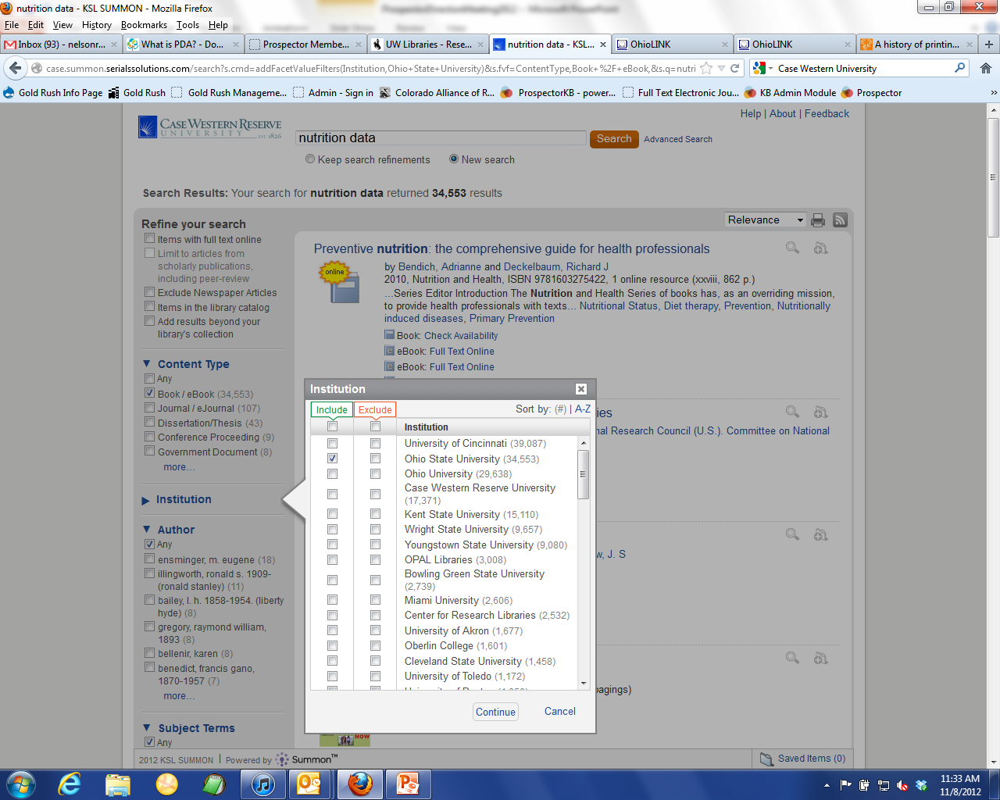 nutrition data - KSL SUMMON - Mozilla Firefox
File Edit View History Bookmarks Tools Help
Inbox (93) - nelsonr... What is PDA? - Do... Prospector Membe... UW Libraries - Rese... nutrition data - KSL... OhioLINK OhioLINK A history of printin...
case.summon.serialssolutions.com/search?s.cmd=addFacetValueFilters(Institution,Ohio+State+University)&s.fvf=ContentType,Book+%2F+eBook,&s.q=nutri Case Western University
Gold Rush Info Page Gold Rush Gold Rush Manageme... Admin - Sign in Colorado Alliance of R... ProspectorKB - power... Full Text Electronic Jou... KB Admin Module Prospector »
Help | About | Feedback
CASE WESTERN RESERVE
UNIVERSITY EST 1826
nutrition data Search Advanced Search
Keep search refinements New search
Search Results: Your search for nutrition data returned 34,553 results
Refine your search
Items with full text online
Limit to articles from
scholarly publications,
including peer-review
Exclude Newspaper Articles
Items in the library catalog
Add results beyond your
library's collection
Content Type
Any
Book / eBook (34,553)
Journal / eJournal (107)
Dissertation/Thesis (43)
Conference Proceeding (9)
Government Document (8)
more...
Institution
Author
Any
ensminger, m. eugene (18)
illingworth, ronald s. 1909-
(ronald stanley) (11)
bailey, l. h. 1858-1954. (liberty
hyde) (8)
gregory, raymond william,
1893 (8)
bellenir, karen (8)
benedict, francis gano,
1870-1957 (7)
more...
Subject Terms
Any
Relevance
Preventive nutrition: the comprehensive guide for health professionals
online
by Bendich, Adrianne and Deckelbaum, Richard J
2010, Nutrition and Health, ISBN 9781603275422, 1 online resource (xxviii, 862 p.)
...Series Editor Introduction The Nutrition and Health Series of books has, as an overriding mission,
to provide health professionals with texts... Nutritional Status, Diet therapy, Prevention, Nutritionally
induced diseases, Primary Prevention
Book: Check Availability
eBook: Full Text Online
eBook: Full Text Online
ies
nal Research Council (U.S.). Committee on National
w, J. S
pagings)
NOW
Institution
Include Exclude Sort by: (#) | A-Z
Institution
University of Cincinnati (39,087)
Ohio State University (34,553)
Ohio University (29,638)
Case Western Reserve University
(17,371)
Kent State University (15,110)
Wright State University (9,657)
Youngstown State University (9,080)
OPAL Libraries (3,008)
Bowling Green State University
(2,739)
Miami University (2,606)
Center for Research Libraries (2,532)
University of Akron (1,677)
Oberlin College (1,601)
Cleveland State University (1,458)
University of Toledo (1,172)
Continue Cancel
2012 KSL SUMMON | Powered by Summon™
Saved Items (0)
11:33 AM
11/8/2012